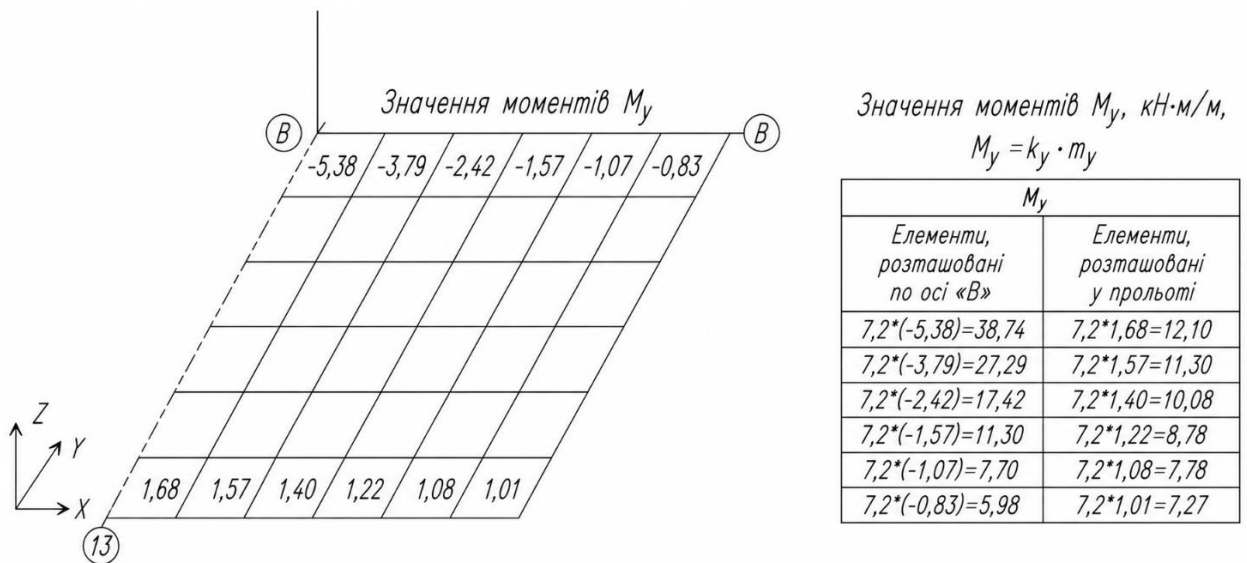 Значення моментів My
В
В
-5,38 -3,79 -2,42 -1,57 -1,07 -0,83
1,68 1,57 1,40 1,22 1,08 1,01
Z
Y
X
13
Значення моментів My, кН·м/м,
My = ky · my
My
Елементи,
розташовані
по осі «В»
Елементи,
розташовані
у прольоті
7,2*(-5,38)=38,74 7,2*1,68=12,10
7,2*(-3,79)=27,29 7,2*1,57=11,30
7,2*(-2,42)=17,42 7,2*1,40=10,08
7,2*(-1,57)=11,30 7,2*1,22=8,78
7,2*(-1,07)=7,70 7,2*1,08=7,78
7,2*(-0,83)=5,98 7,2*1,01=7,27